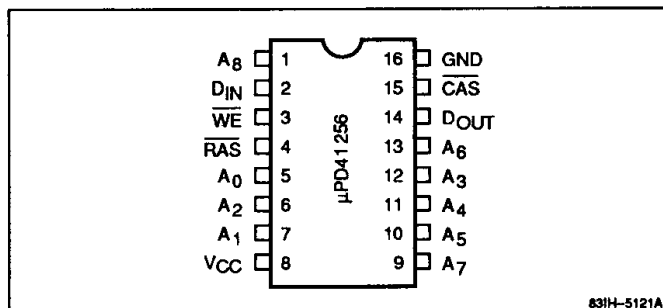 A8 1 16 GND
DIN 2 15 CAS
WE 3 14 DOUT
RAS 4 13 A6
A0 5 12 A3
A2 6 11 A4
A1 7 10 A5
VCC 8 9 A7
μPD41256
83IH-5121A